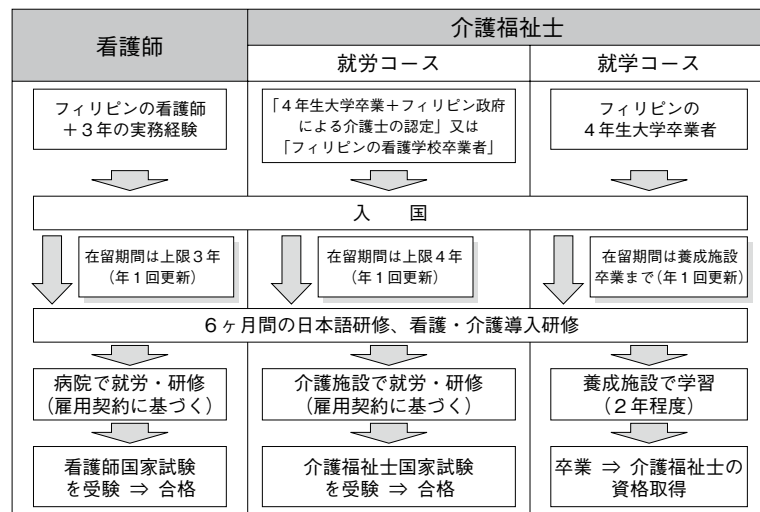 看護師
介護福祉士
就労コース
就学コース
フィリピンの看護師
＋３年の実務経験
「４年生大学卒業＋フィリピン政府
による介護士の認定」又は
「フィリピンの看護学校卒業者」
フィリピンの
４年生大学卒業者
入　国
在留期間は上限３年
（年１回更新）
在留期間は上限４年
（年１回更新）
在留期間は養成施設
卒業まで（年１回更新）
６ヶ月間の日本語研修、看護・介護導入研修
病院で就労・研修
（雇用契約に基づく）
介護施設で就労・研修
（雇用契約に基づく）
養成施設で学習
（２年程度）
看護師国家試験
を受験 ⇒ 合格
介護福祉士国家試験
を受験 ⇒ 合格
卒業 ⇒ 介護福祉士の
資格取得